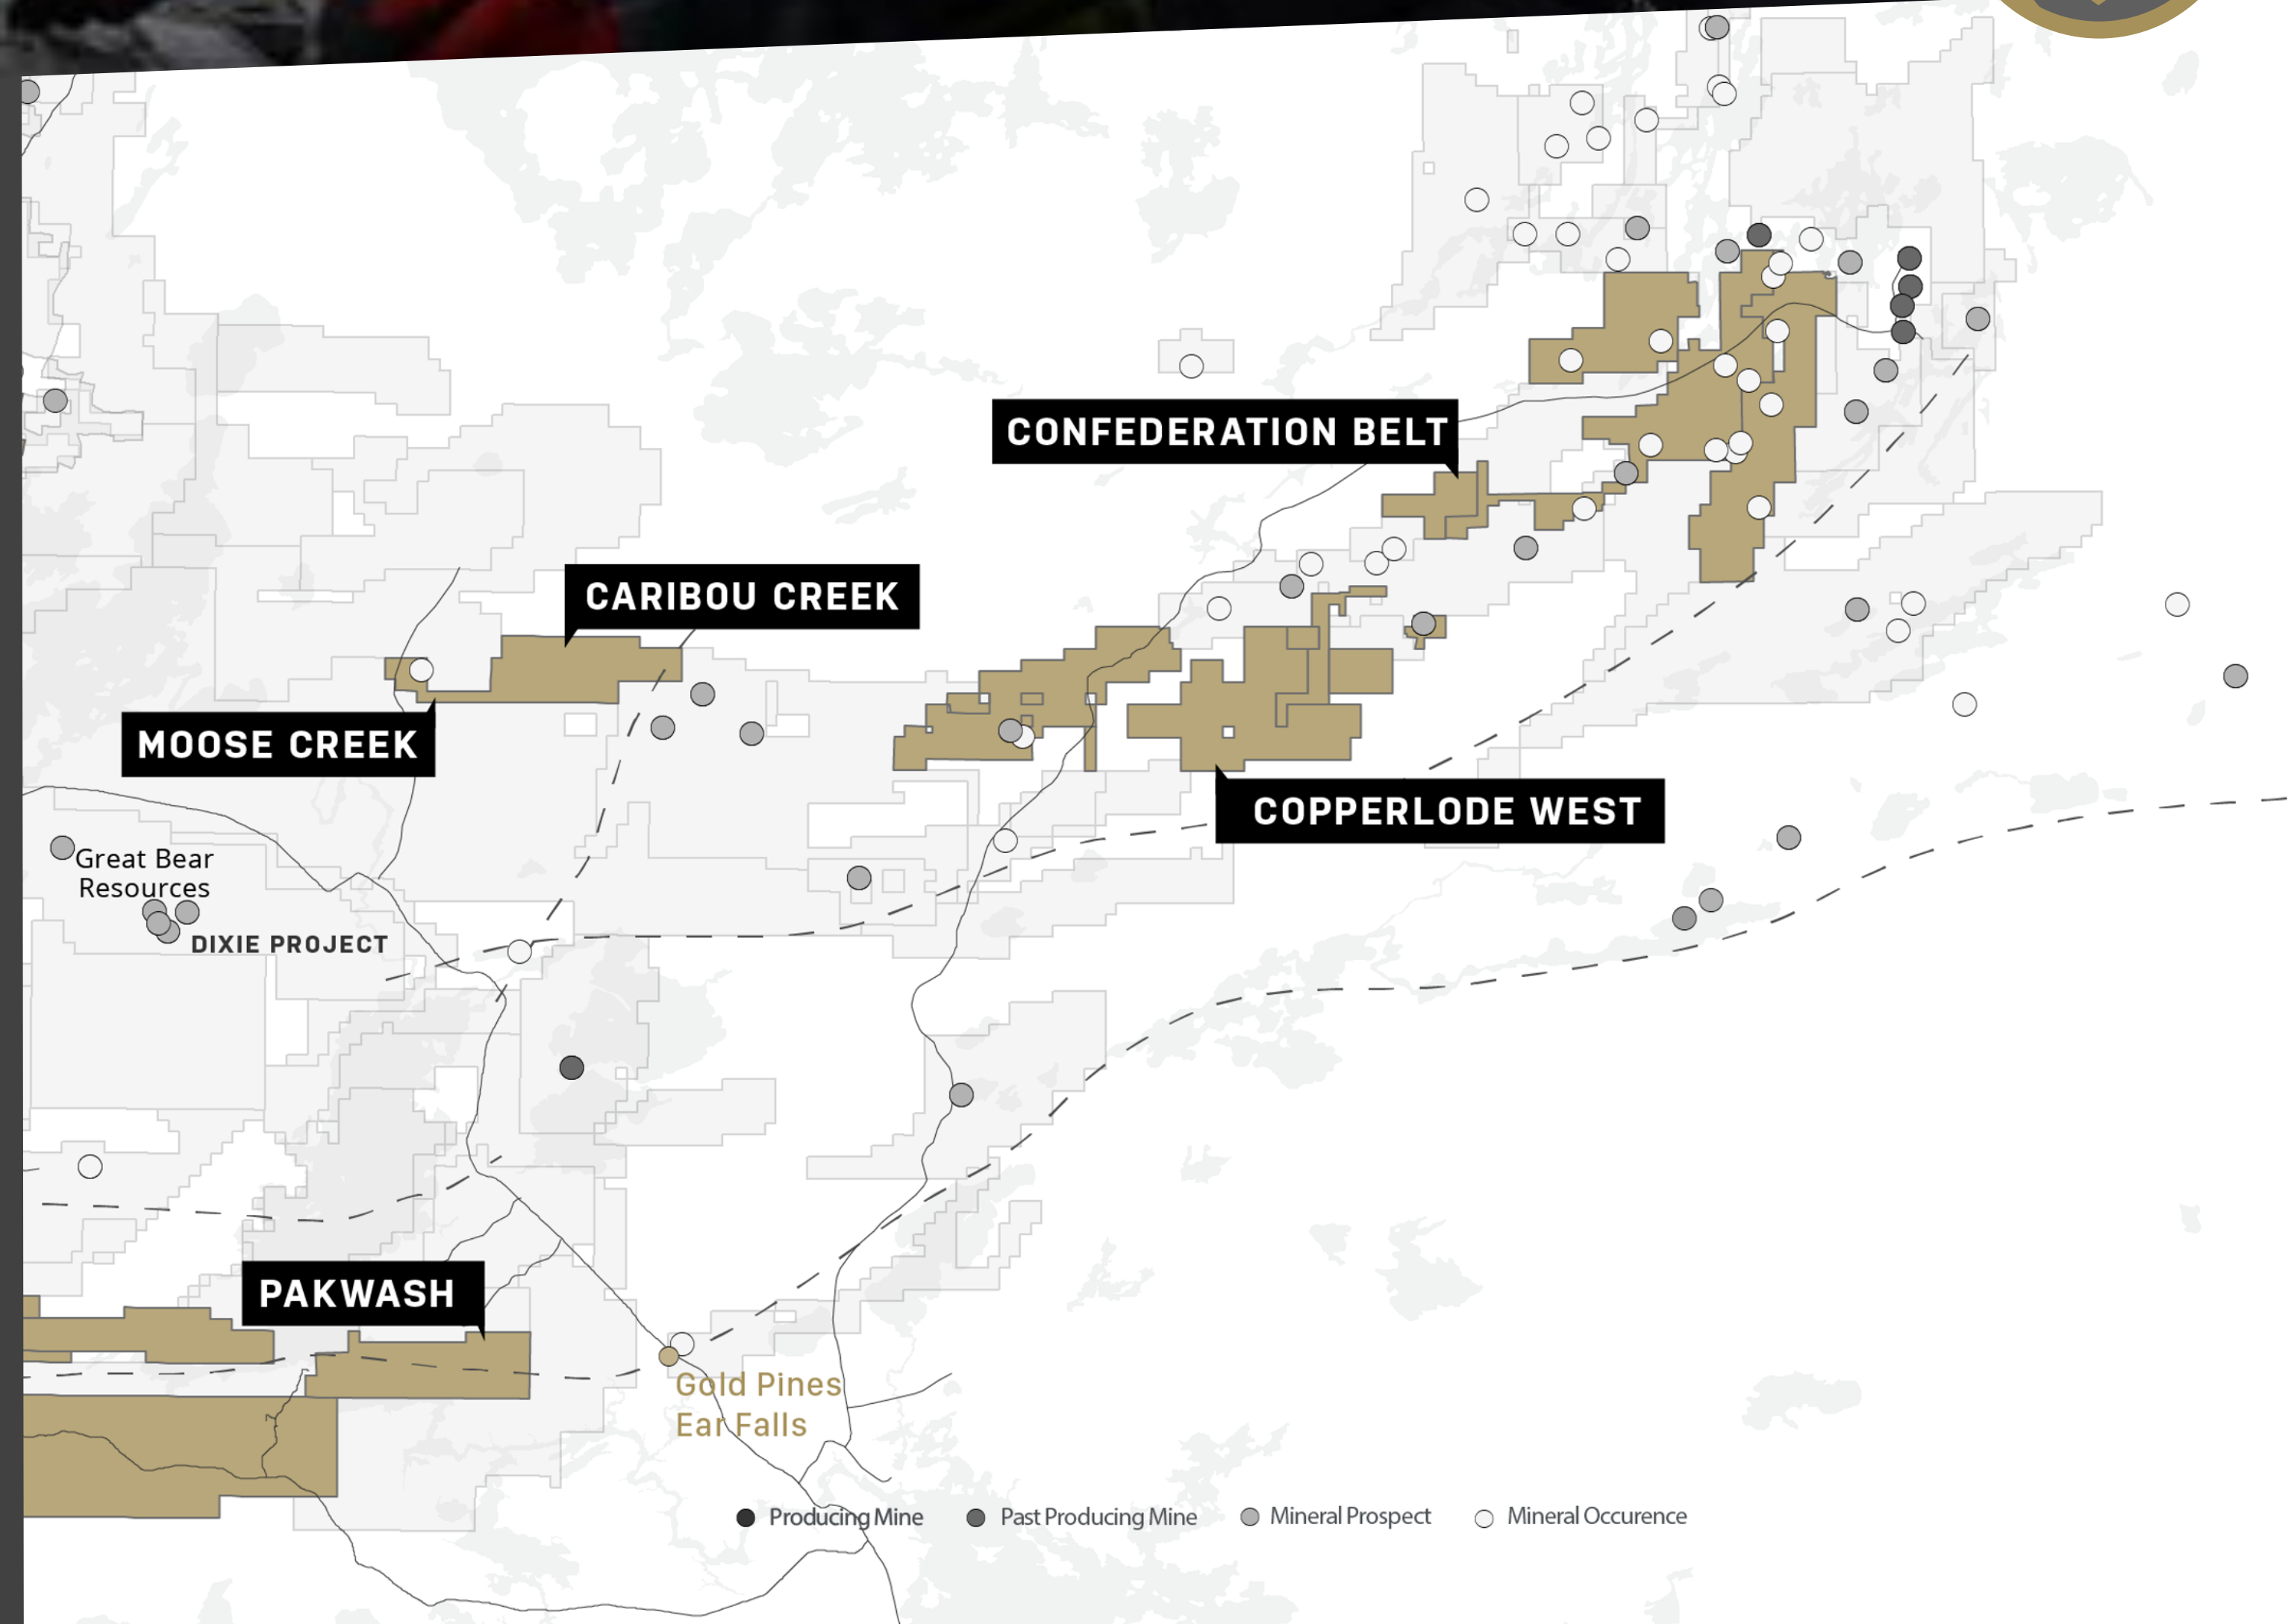 CONFEDERATION BELT
CARIBOU CREEK
MOOSE CREEK
COPPERLODE WEST
Great Bear
Resources
DIXIE PROJECT
PAKWASH
Gold Pines
Ear Falls
Producing Mine
Past Producing Mine
Mineral Prospect
Mineral Occurence